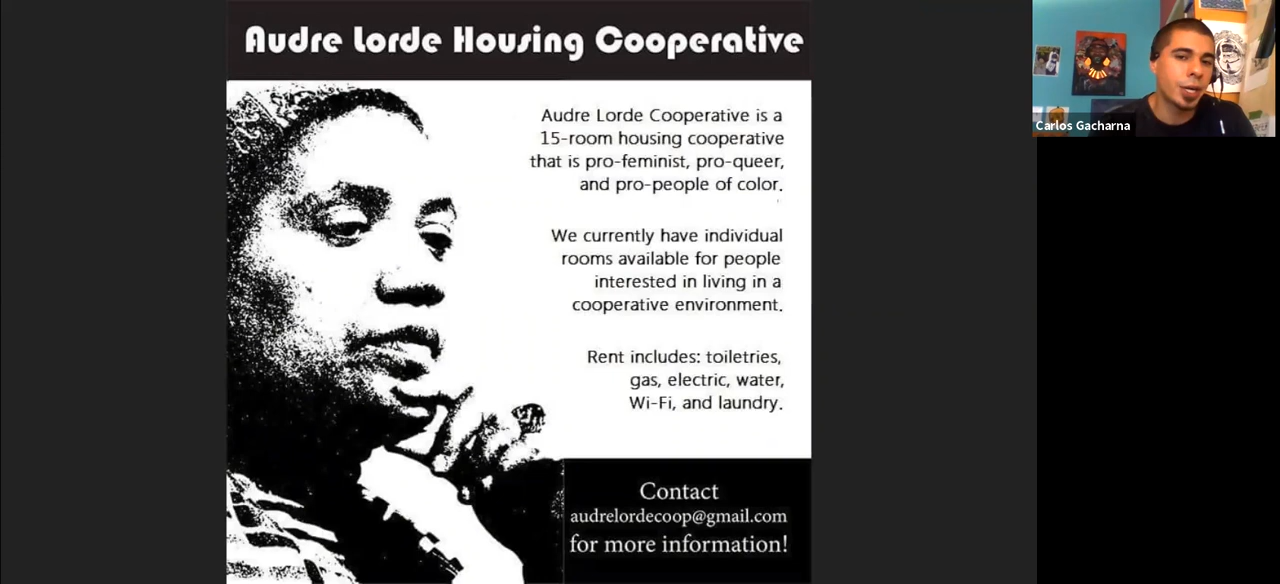 Audre Lorde Housing Cooperative
Audre Lorde Cooperative is a
15-room housing cooperative
that is pro-feminist, pro-queer,
and pro-people of color.
We currently have individual
rooms available for people
interested in living in a
cooperative environment.
Rent includes: toiletries,
gas, electric, water,
Wi-Fi, and laundry.
Contact
audrelordecoop@gmail.com
for more information!
Carlos Gacharna